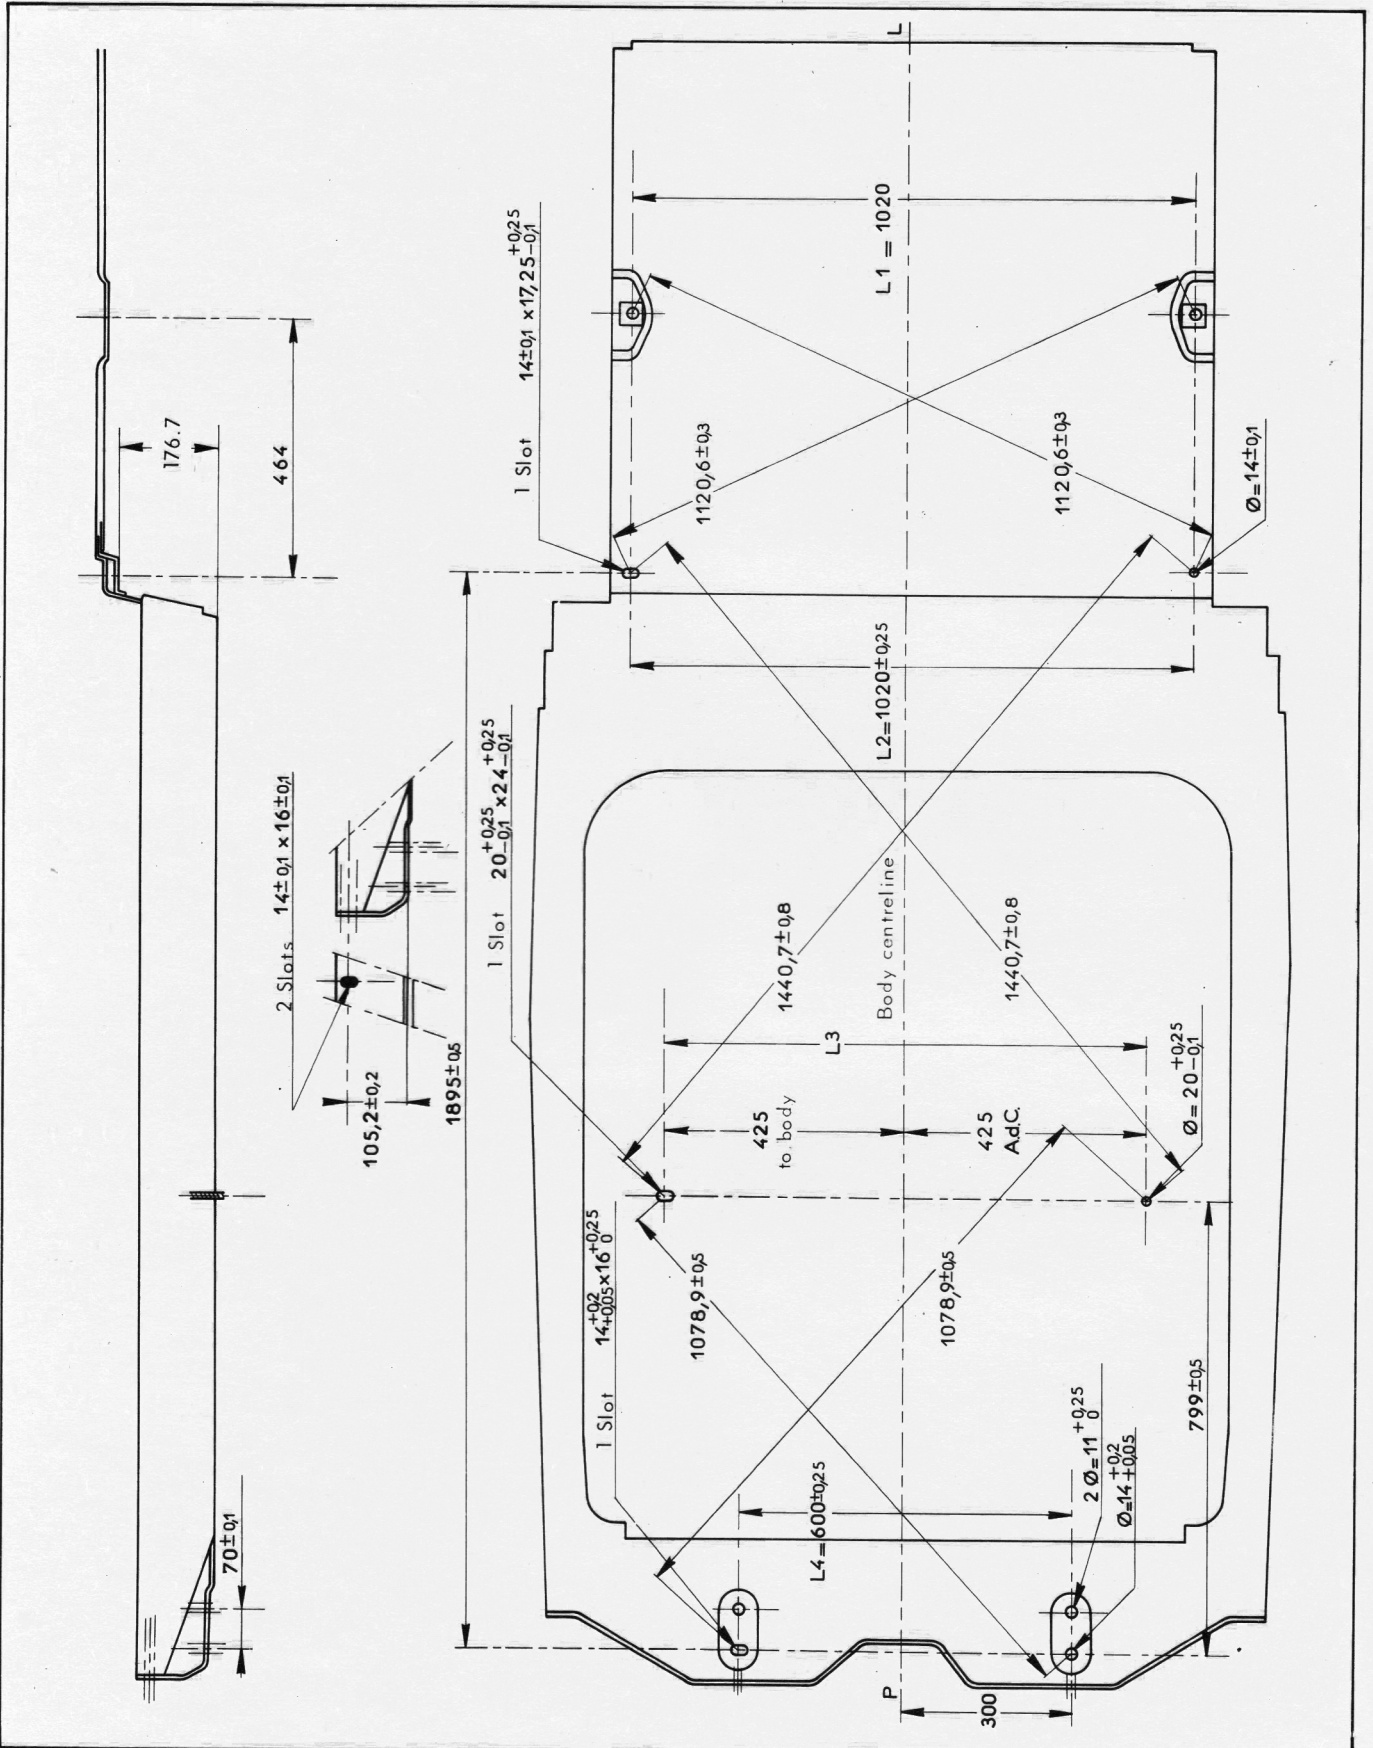 176.7
464
70±0,1
2 Slots 14±0,1 x 16±0,1
105,2±0,2
1895±0,5
1 Slot 14±0,1 x 17,25 +0,25 -0,1
1 Slot 20 +0,25 -0,1 x 24 +0,25 -0,1
1 Slot 14 +0,2 +0,05 x 16 +0,25 0
L
L1 = 1020
1120,6±0,3
1120,6±0,3
Ø=14±0,1
L2=1020±0,25
1440,7±0,8
Body centreline
1440,7±0,8
L3
425
to body
425
A.d.C.
Ø=20 +0,25 -0,1
1078,9±0,5
1078,9±0,5
799±0,5
L4=600±0,25
2 Ø=11 +0,25 0
Ø=14 +0,2 +0,05
P
300